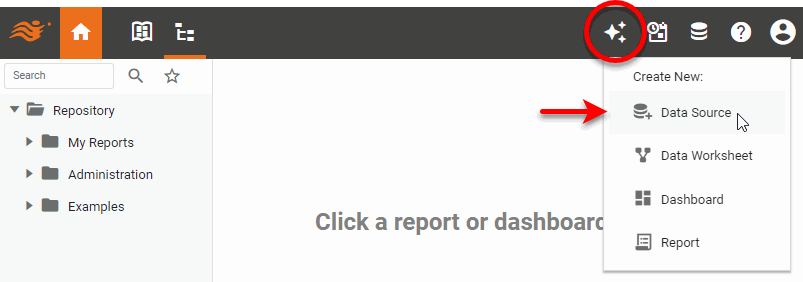 Search
Repository
My Reports
Administration
Examples
Click a report or dashboard
Create New:
Data Source
Data Worksheet
Dashboard
Report